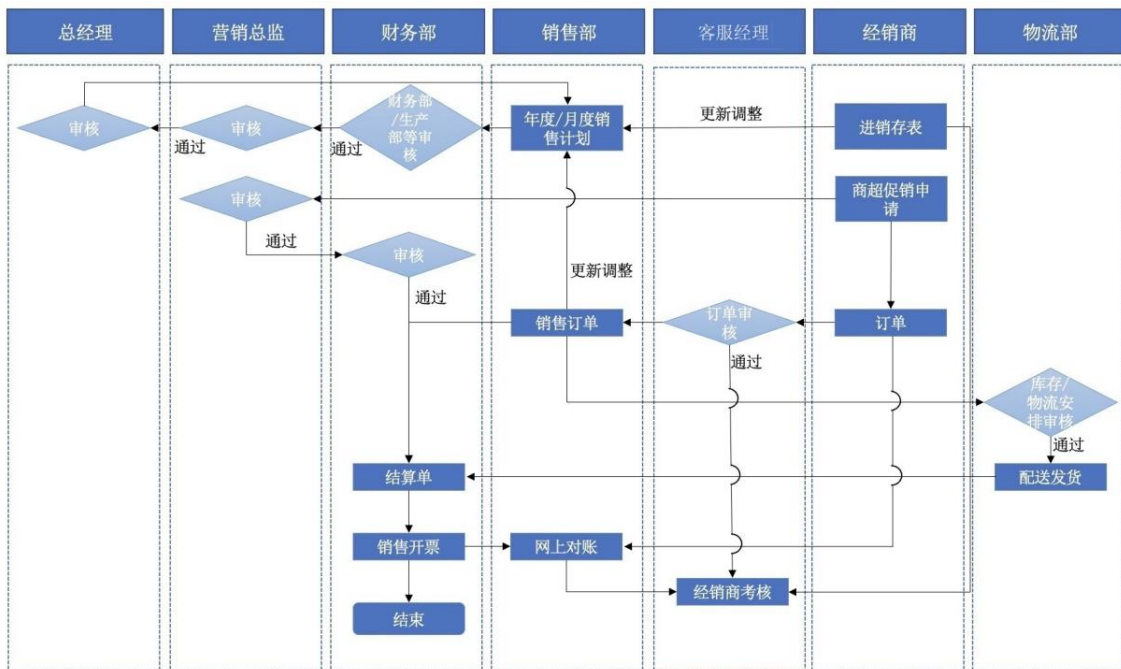 总经理
营销总监
财务部
销售部
客服经理
经销商
物流部
审核
通过
审核
通过
财务部
/生产
部等审
核
年度/月度销
售计划
更新调整
进销存表
审核
商超促销申
请
通过
审核
通过
更新调整
销售订单
订单审
核
订单
通过
库存/
物流安
排审核
通过
结算单
配送发货
销售开票
网上对账
经销商考核
结束